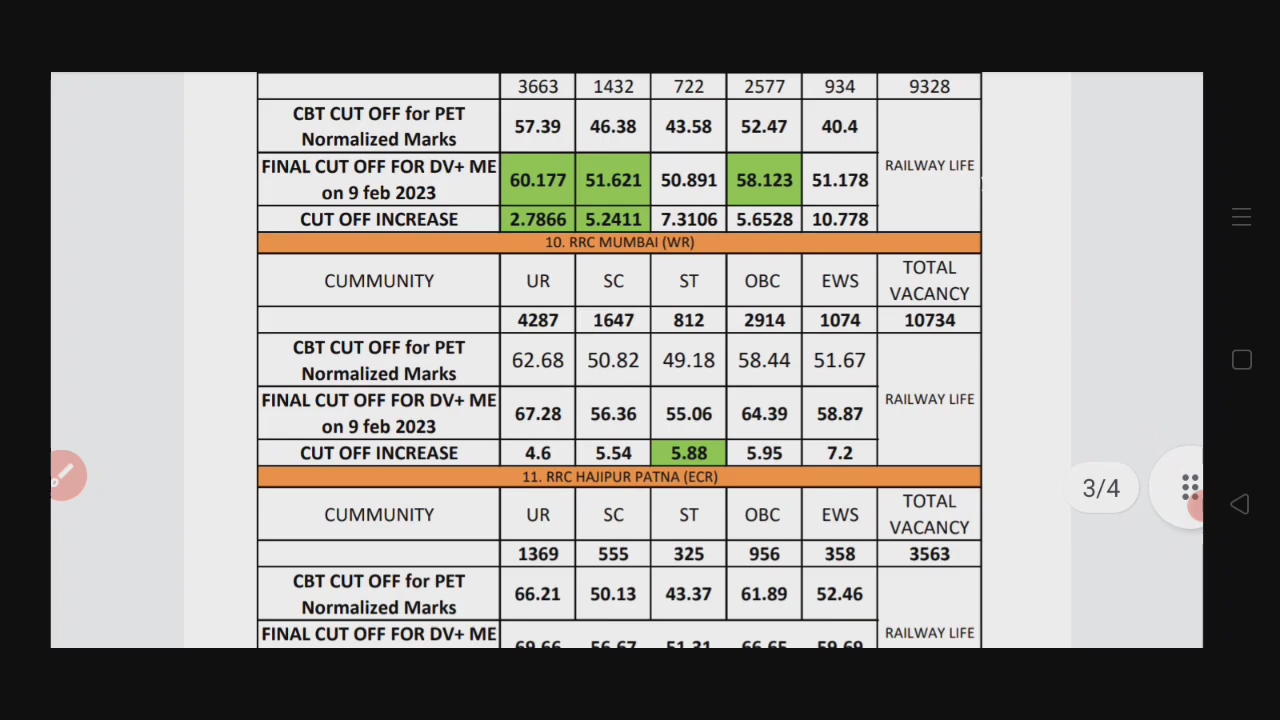 3663 1432 722 2577 934 9328
CBT CUT OFF for PET
Normalized Marks
57.39 46.38 43.58 52.47 40.4
RAILWAY LIFE
FINAL CUT OFF FOR DV+ ME
on 9 feb 2023
60.177 51.621 50.891 58.123 51.178
CUT OFF INCREASE 2.7866 5.2411 7.3106 5.6528 10.778
10. RRC MUMBAI (WR)
CUMMUNITY UR SC ST OBC EWS TOTAL
VACANCY
4287 1647 812 2914 1074 10734
CBT CUT OFF for PET
Normalized Marks
62.68 50.82 49.18 58.44 51.67
RAILWAY LIFE
FINAL CUT OFF FOR DV+ ME
on 9 feb 2023
67.28 56.36 55.06 64.39 58.87
CUT OFF INCREASE 4.6 5.54 5.88 5.95 7.2
11. RRC HAJIPUR PATNA (ECR)
3/4
CUMMUNITY UR SC ST OBC EWS TOTAL
VACANCY
1369 555 325 956 358 3563
CBT CUT OFF for PET
Normalized Marks
66.21 50.13 43.37 61.89 52.46
RAILWAY LIFE
FINAL CUT OFF FOR DV+ ME